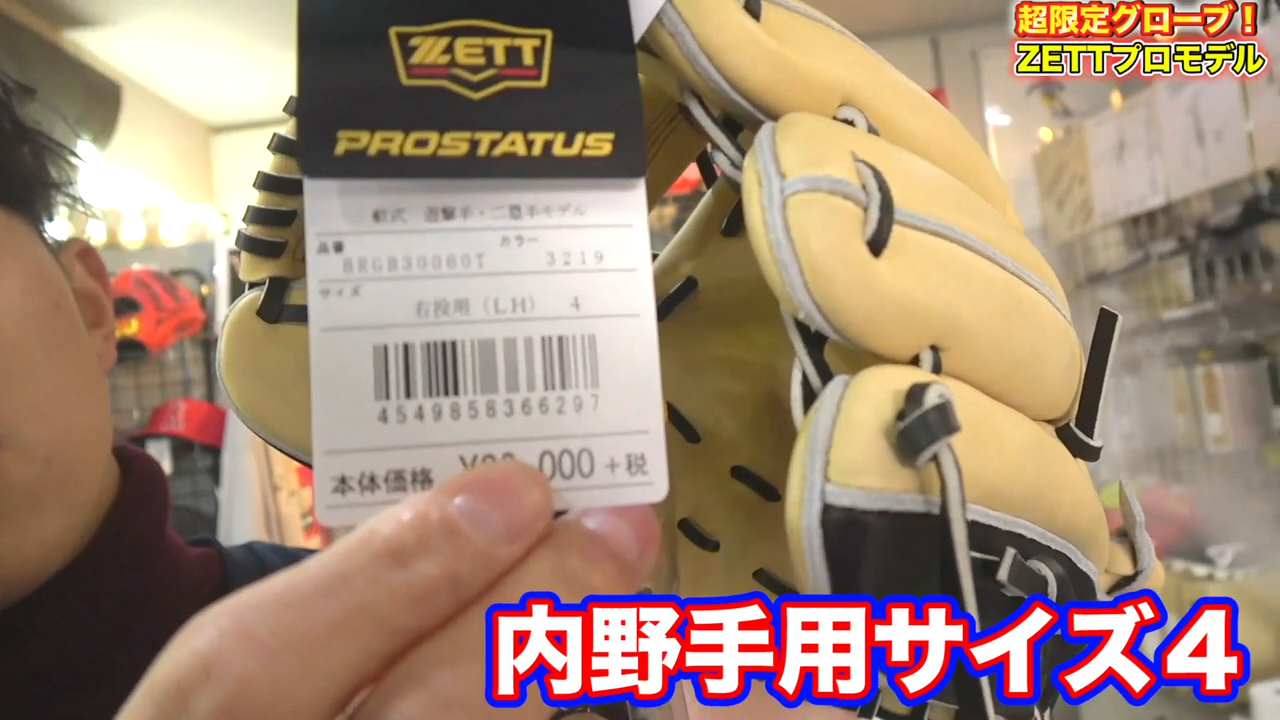 超限定グローブ!
ZETTプロモデル
ZETT
PROSTATUS
軟式 遊撃手・二塁手モデル
品番 カラー
BRGB30060T 3219
サイズ
右投用(LH) 4
4549858366297
本体価格 000+税
内野手用サイズ4